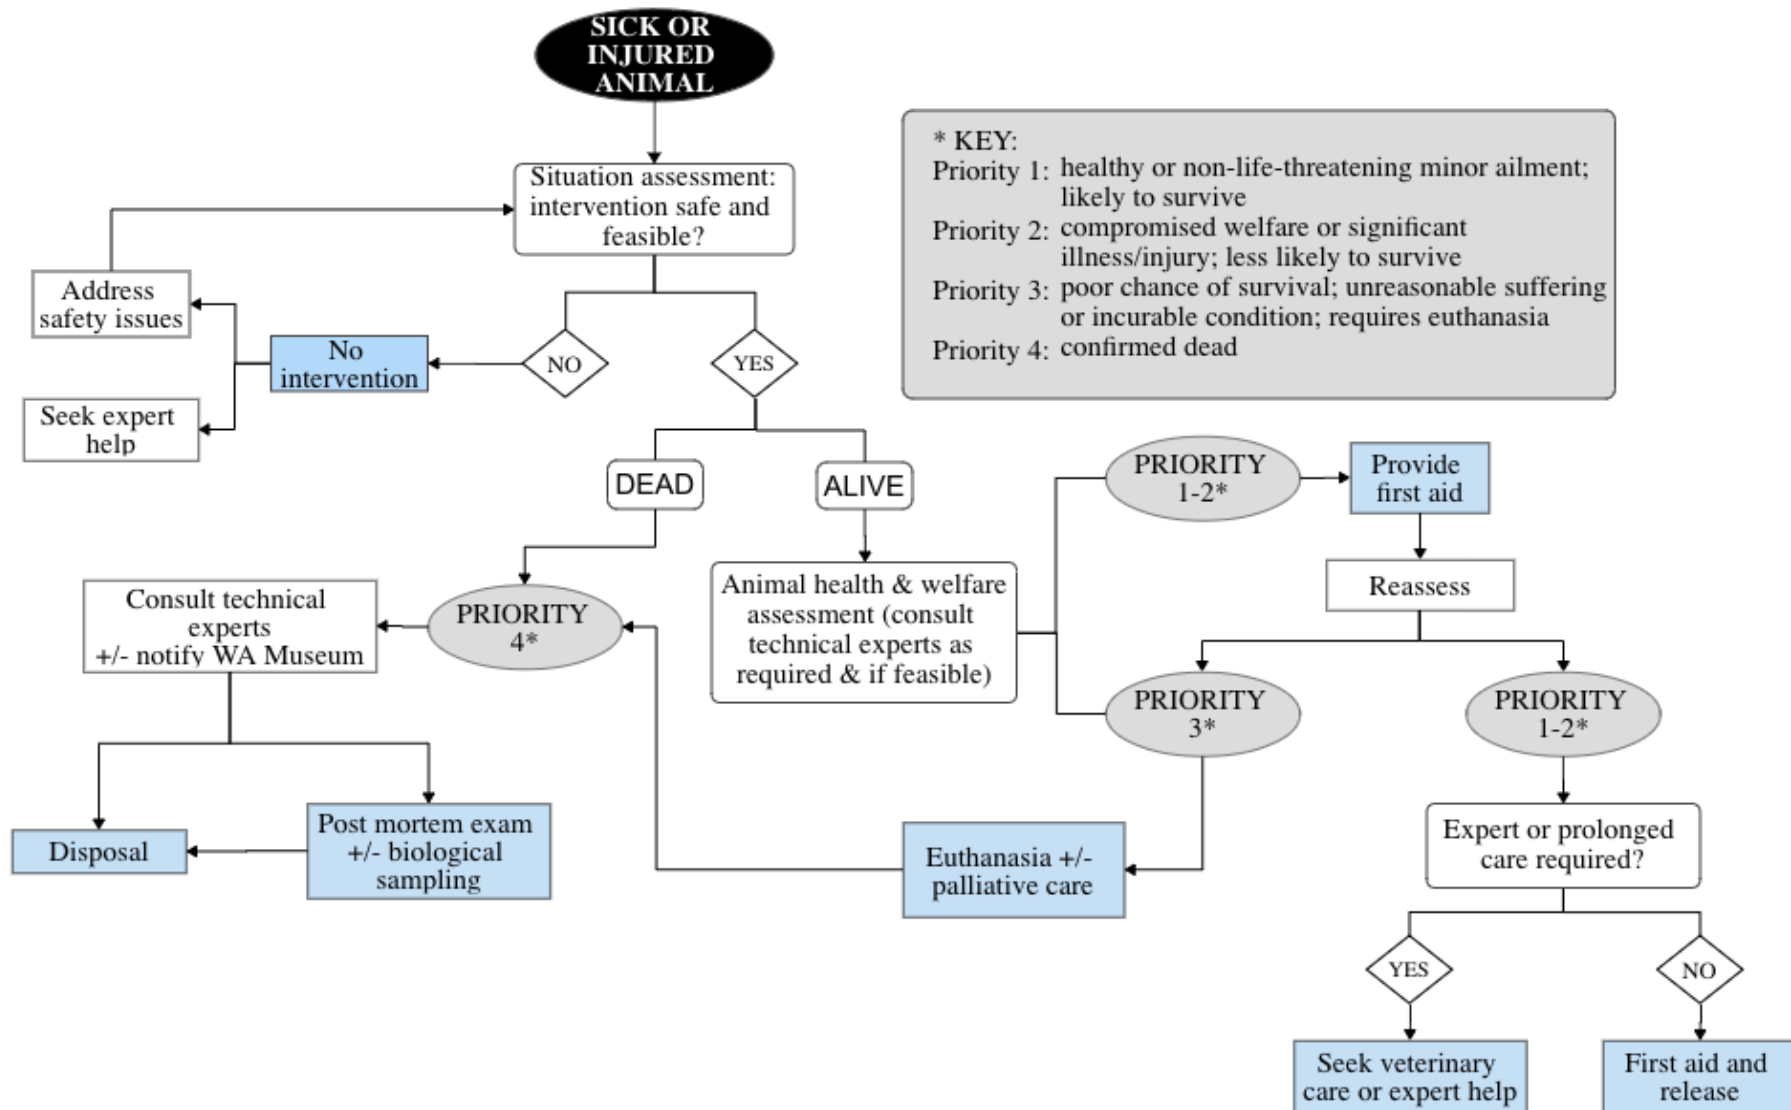 SICK OR
INJURED
ANIMAL
Situation assessment:
intervention safe and
feasible?
* KEY:
Priority 1: healthy or non-life-threatening minor ailment;
likely to survive
Priority 2: compromised welfare or significant
illness/injury; less likely to survive
Priority 3: poor chance of survival; unreasonable suffering
or incurable condition; requires euthanasia
Priority 4: confirmed dead
Address
safety issues
No
intervention
NO
YES
Seek expert
help
DEAD
ALIVE
PRIORITY
1-2*
Provide
first aid
Reassess
Consult technical
experts
+/- notify WA Museum
PRIORITY
4*
Animal health & welfare
assessment (consult
technical experts as
required & if feasible)
PRIORITY
3*
PRIORITY
1-2*
Disposal
Post mortem exam
+/- biological
sampling
Euthanasia +/-
palliative care
Expert or prolonged
care required?
YES
NO
Seek veterinary
care or expert help
First aid and
release